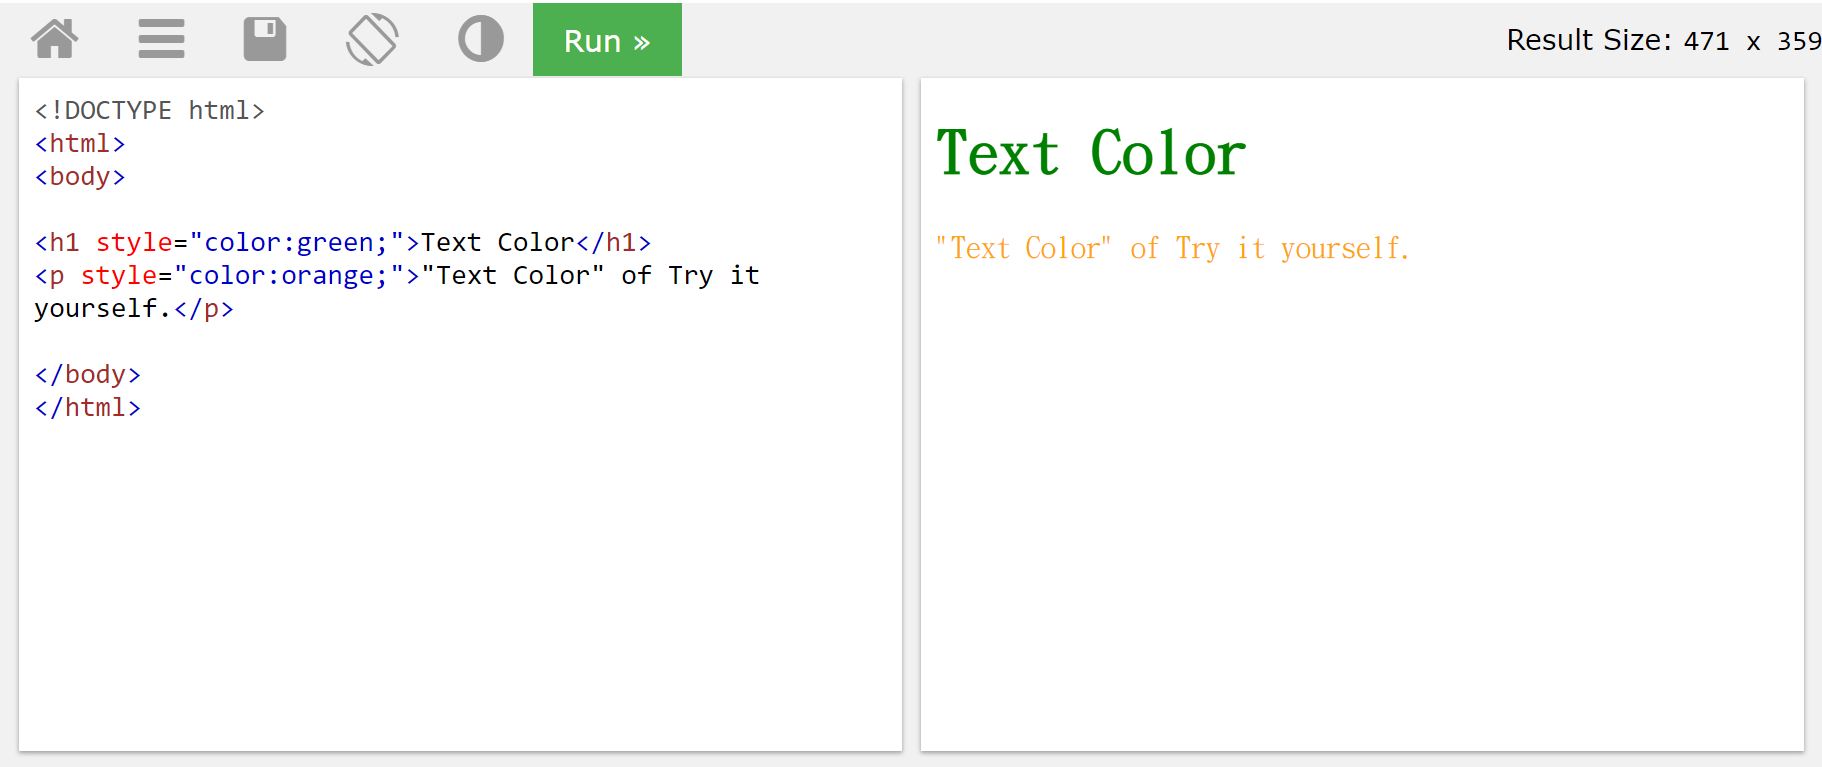 Run »
Result Size: 471 x 359
<!DOCTYPE html>
<html>
<body>
<h1 style="color:green;">Text Color</h1>
<p style="color:orange;">"Text Color" of Try it
yourself.</p>
</body>
</html>
Text Color
"Text Color" of Try it yourself.